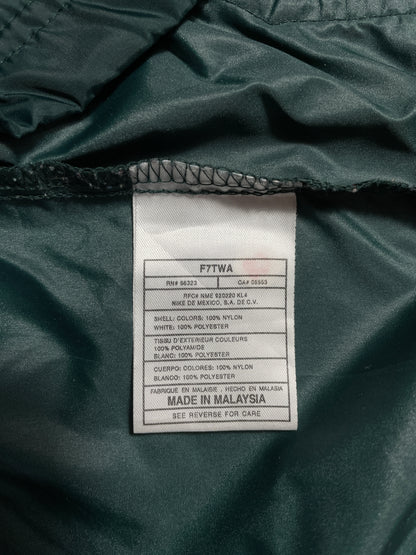 F7TWA
RN# 56323 CA# 05553
RFC# NME 920220 KL4
NIKE DE MEXICO, S.A. DE C.V.
SHELL: COLORS: 100% NYLON
WHITE: 100% POLYESTER
TISSU D'EXTERIEUR COULEURS
100% POLYAMIDE
BLANC: 100% POLYESTER
CUERPO: COLORES: 100% NYLON
BLANCO: 100% POLYESTER
FABRIQUE EN MALAISIE . HECHO EN MALASIA
MADE IN MALAYSIA
SEE REVERSE FOR CARE